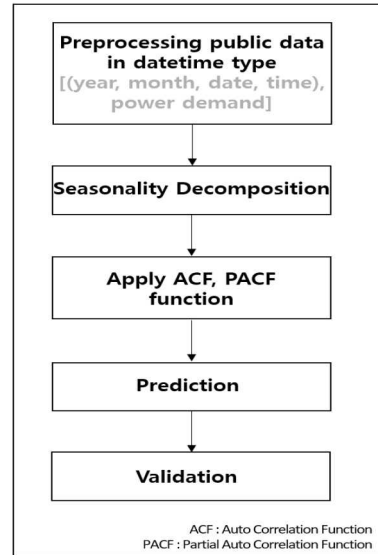 Preprocessing public data
in datetime type
[(year, month, date, time),
power demand]
Seasonality Decomposition
Apply ACF, PACF
function
Prediction
Validation
ACF : Auto Correlation Function
PACF : Partial Auto Correlation Function